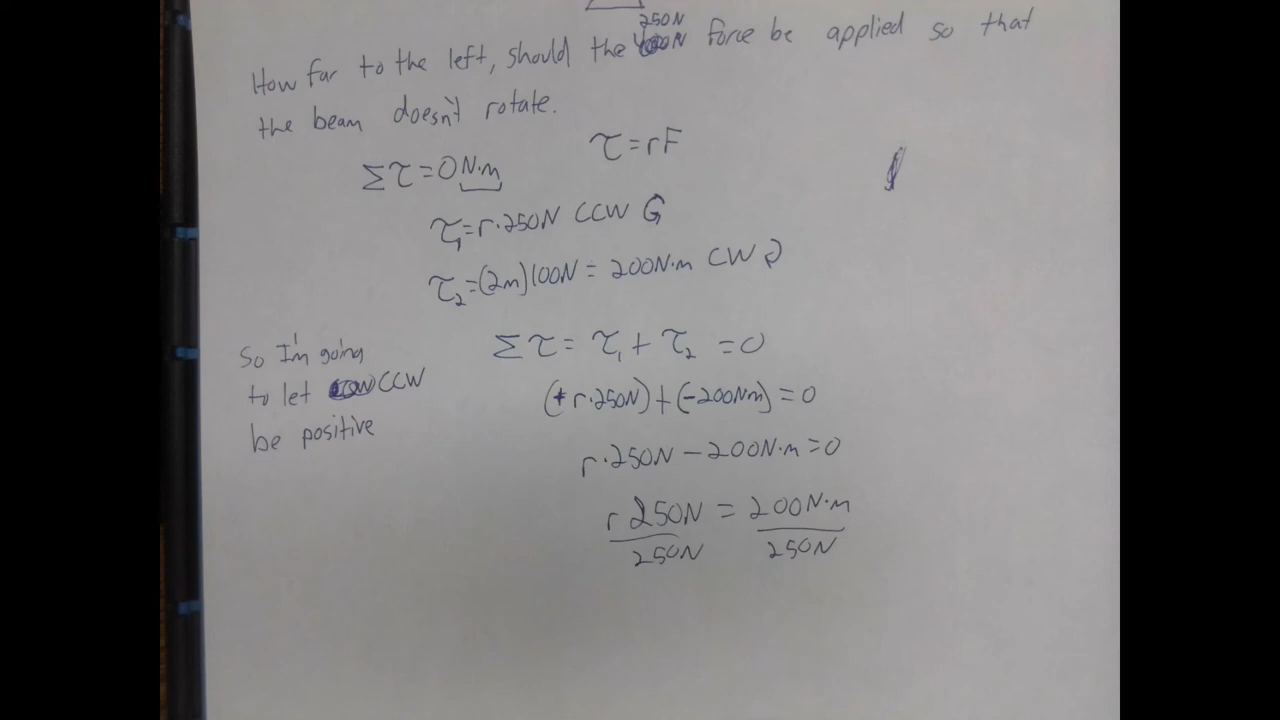 250N
How far to the left, should the force be applied so that
the beam doesn't rotate.
Στ=0N·m τ=rF
τ₁=r·250N CCW
τ₂=(2m)100N = 200N·m CW
So I'm going
to let CCW
be positive
Στ= τ₁+ τ₂ =0
(+r·250N)+(-200Nm)=0
r·250N-200N·m=0
r250N = 200N·m
250N 250N